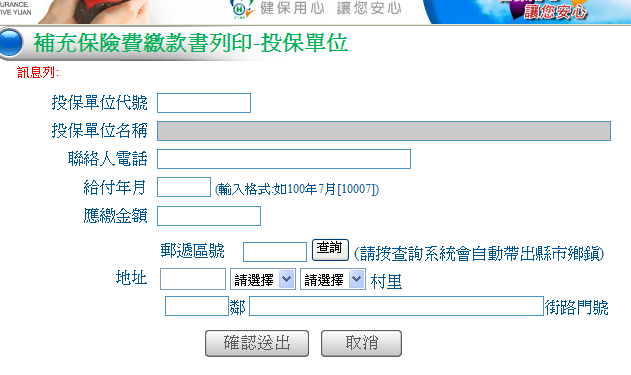 URANCE.
TIVE YUAN
健保用心 讓您安心
讓您安心
補充保險費繳款書列印-投保單位
訊息列:
投保單位代號
投保單位名稱
聯絡人電話
給付年月 (輸入格式:如100年7月[10007])
應繳金額
郵遞區號 查詢 (請按查詢系統會自動帶出縣市鄉鎮)
地址 請選擇 請選擇 村里
鄰 街路門號
確認送出 取消